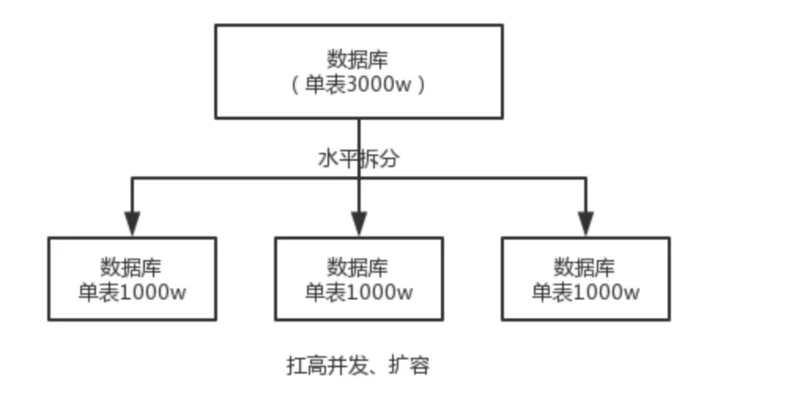 数据库
（单表3000w）
水平拆分
数据库
单表1000w
数据库
单表1000w
数据库
单表1000w
扛高并发、扩容